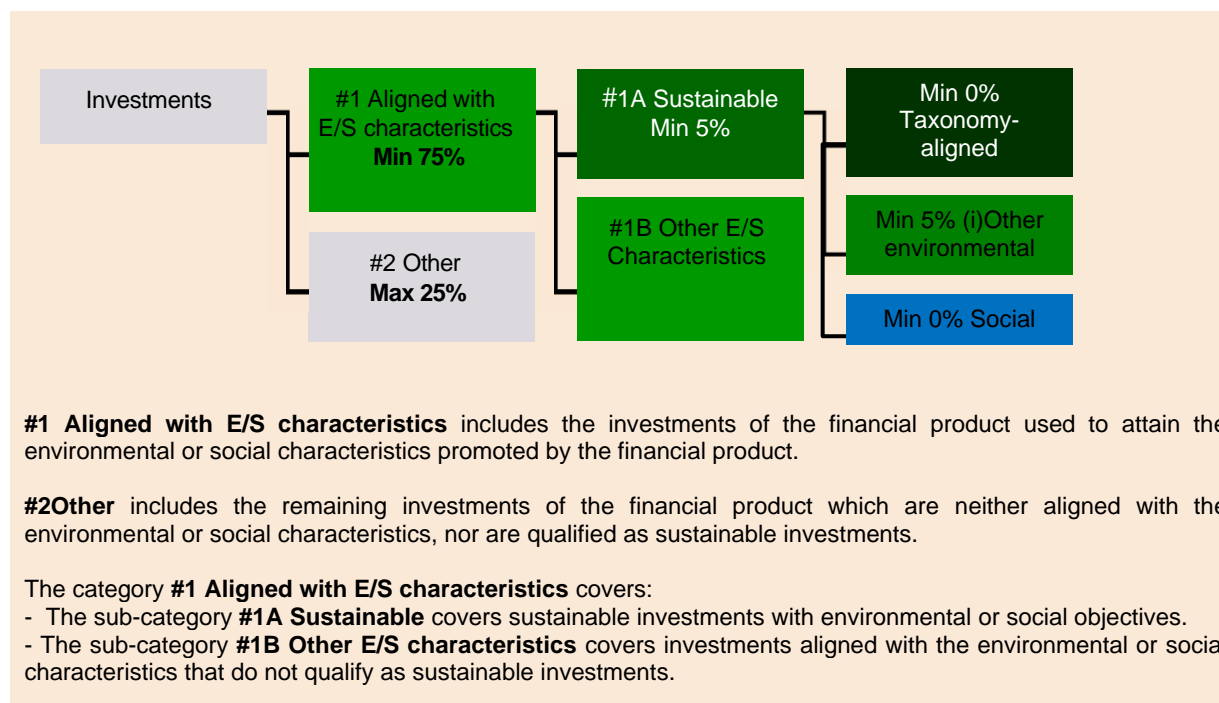 Investments
#1 Aligned with
E/S characteristics
Min 75%
#2 Other
Max 25%
#1A Sustainable
Min 5%
#1B Other E/S
Characteristics
Min 0%
Taxonomy-
aligned
Min 5% (i)Other
environmental
Min 0% Social
#1 Aligned with E/S characteristics includes the investments of the financial product used to attain the
environmental or social characteristics promoted by the financial product.
#2Other includes the remaining investments of the financial product which are neither aligned with the
environmental or social characteristics, nor are qualified as sustainable investments.
The category #1 Aligned with E/S characteristics covers:
- The sub-category #1A Sustainable covers sustainable investments with environmental or social objectives.
- The sub-category #1B Other E/S characteristics covers investments aligned with the environmental or social
characteristics that do not qualify as sustainable investments.